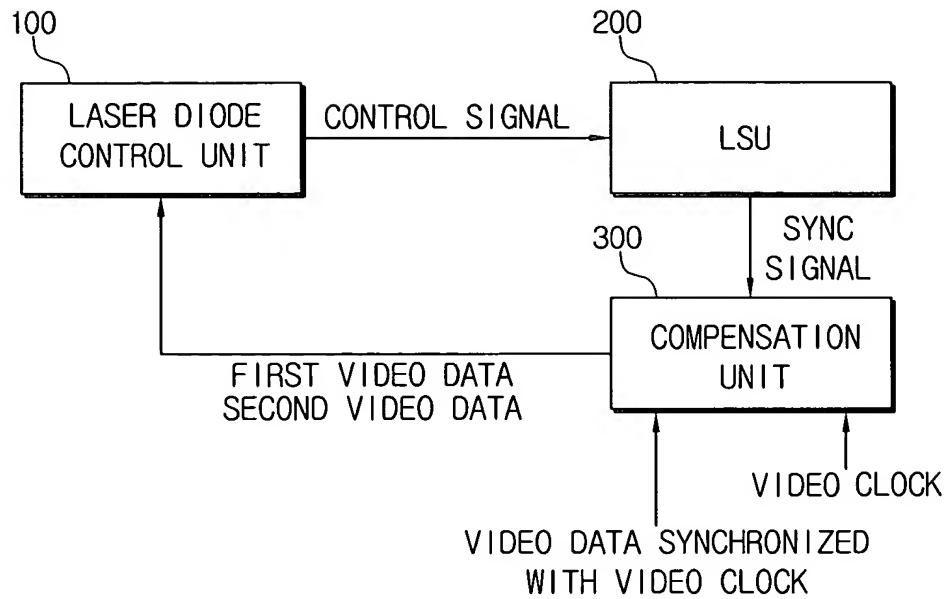 100
200
LASER DIODE
CONTROL UNIT
CONTROL SIGNAL
LSU
SYNC
SIGNAL
300
COMPENSATION
UNIT
FIRST VIDEO DATA
SECOND VIDEO DATA
VIDEO CLOCK
VIDEO DATA SYNCHRONIZED
WITH VIDEO CLOCK